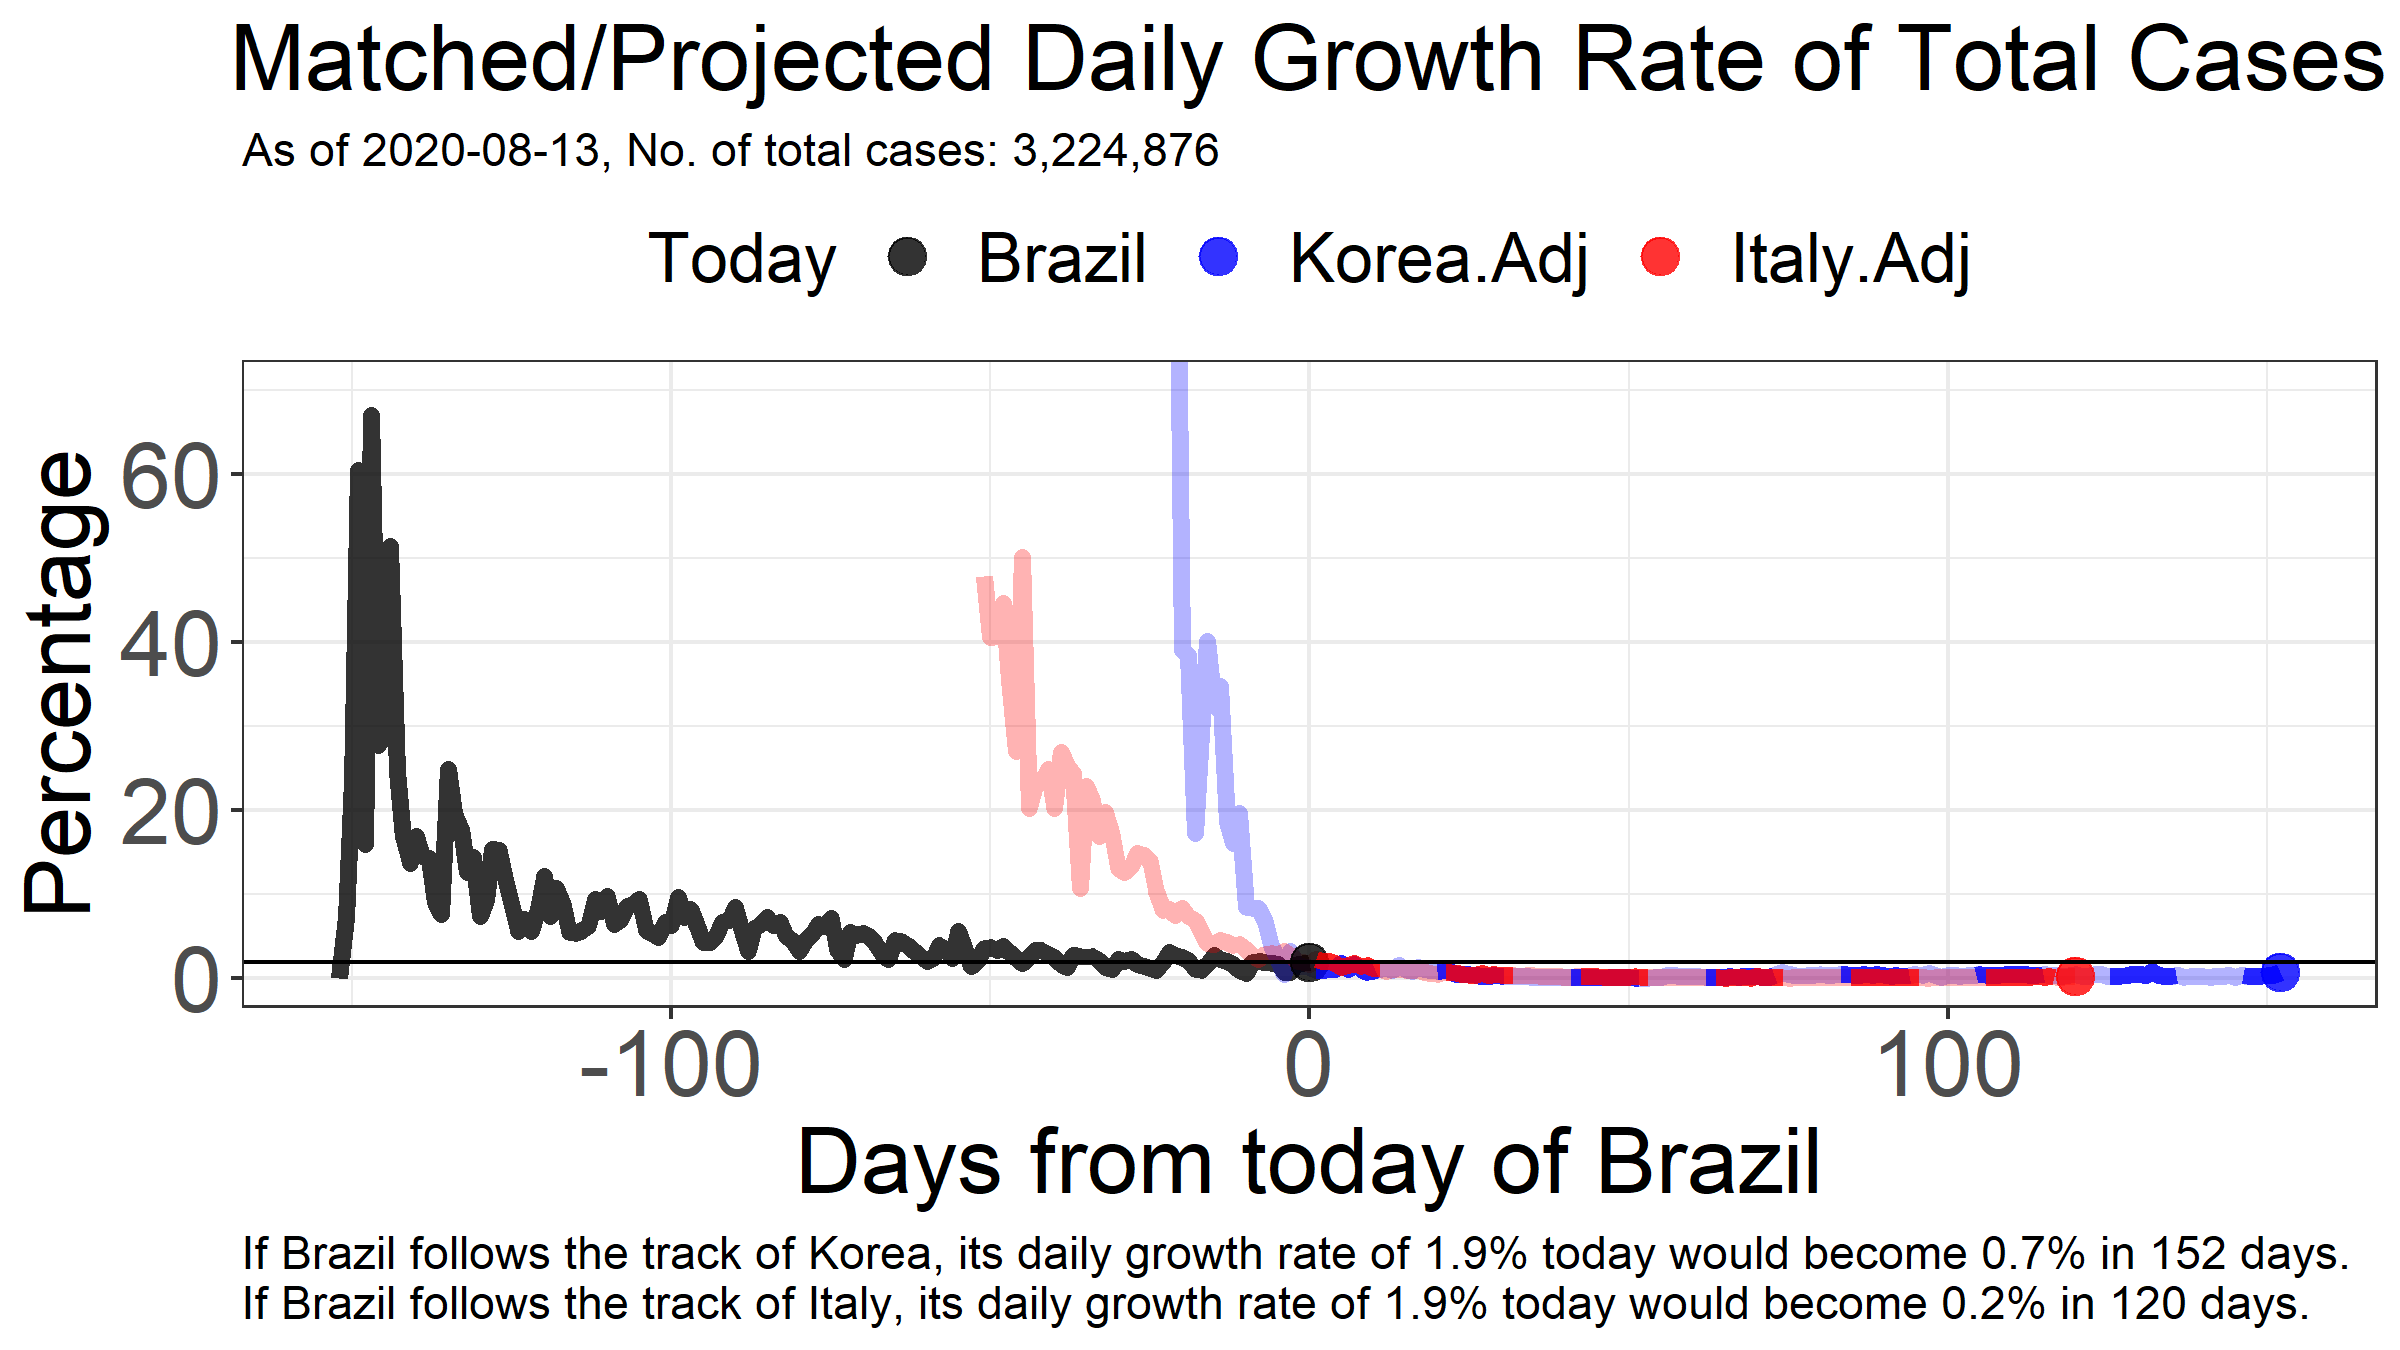 Matched/Projected Daily Growth Rate of Total Cases
As of 2020-08-13, No. of total cases: 3,224,876
Today Brazil Korea.Adj Italy.Adj
Percentage
60
40
20
0
-100 0 100
Days from today of Brazil
If Brazil follows the track of Korea, its daily growth rate of 1.9% today would become 0.7% in 152 days.
If Brazil follows the track of Italy, its daily growth rate of 1.9% today would become 0.2% in 120 days.